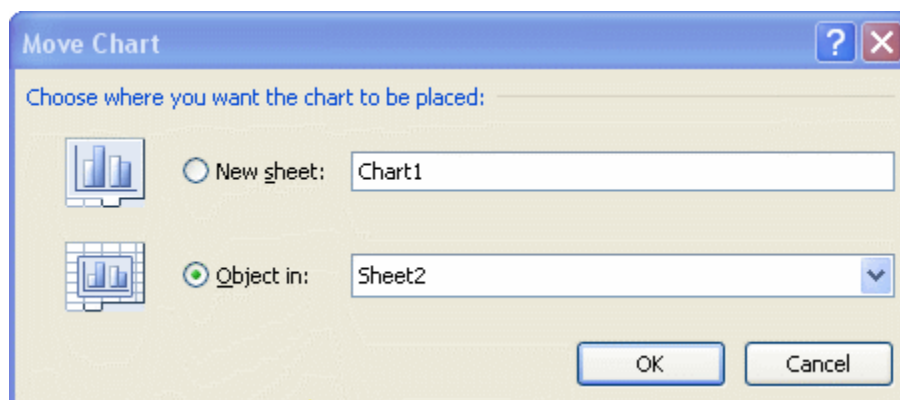 Move Chart
Choose where you want the chart to be placed:
New sheet: Chart1
Object in: Sheet2
OK Cancel